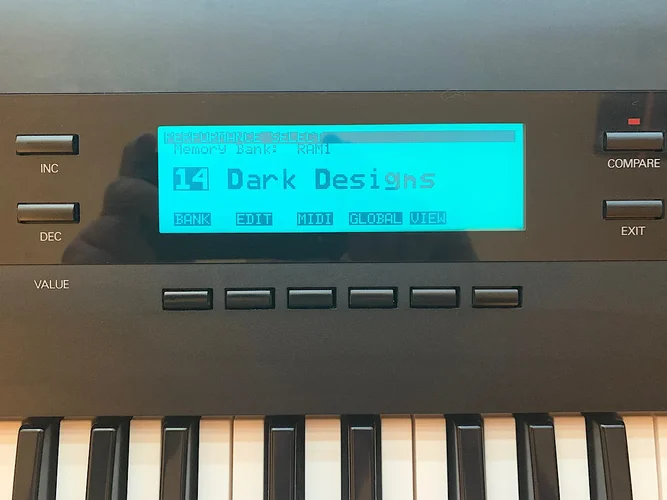 PERFORMANCE SELECT
Memory Bank: RAM1
INC
14 Dark Designs
COMPARE
BANK EDIT MIDI GLOBAL VIEW
DEC
EXIT
VALUE